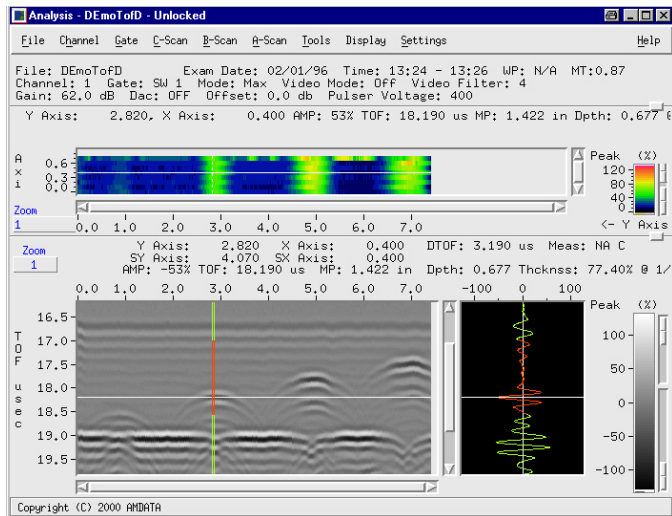 Analysis - DEmoTofD - Unlocked
File Channel Gate C-Scan B-Scan A-Scan Tools Display Settings Help
File: DEmoTofD Exam Date: 02/01/96 Time: 13:24 - 13:26 WP: N/A MT:0.87
Channel: 1 Gate: SW 1 Mode: Max Video Mode: Off Video Filter: 4
Gain: 62.0 dB Dac: OFF Offset: 0.0 db Pulser Voltage: 400
Y Axis: 2.820, X Axis: 0.400 AMP: 53% TOF: 18.190 us MP: 1.422 in Dpth: 0.677 @
A x i
0.6
0.3
0.0
Peak (%)
120
80
40
0
Zoom
1
0.0 1.0 2.0 3.0 4.0 5.0 6.0 7.0
<- Y Axis
Zoom
1
Y Axis: 2.820 X Axis: 0.400 DTOF: 3.190 us Meas: NA C
SY Axis: 4.070 SX Axis: 0.400
AMP: -53% TOF: 18.190 us MP: 1.422 in Dpth: 0.677 Thcknss: 77.40% @ 1/
0.0 1.0 2.0 3.0 4.0 5.0 6.0 7.0
-100 0 100
Peak (%)
TOF usec
16.5
17.0
17.5
18.0
18.5
19.0
19.5
100
50
0
-50
-100
Copyright (C) 2000 AMDATA